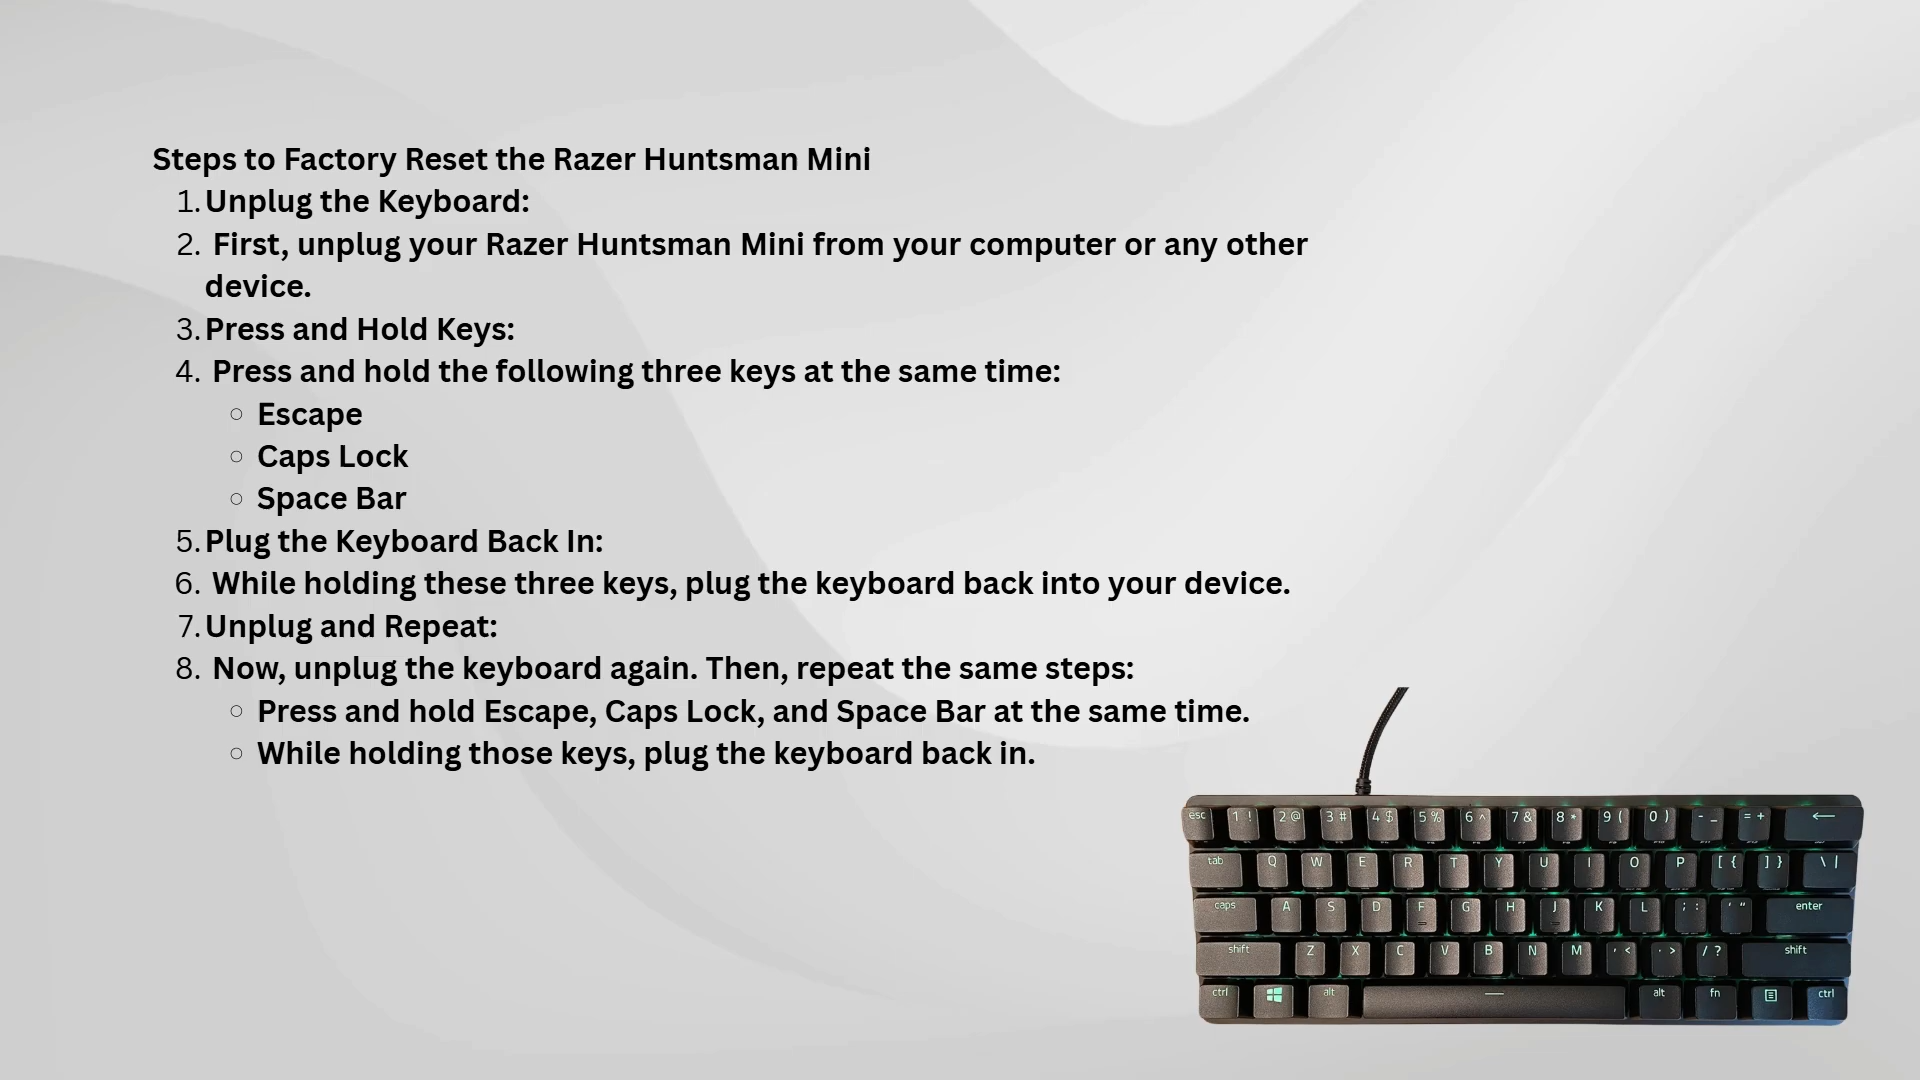 Steps to Factory Reset the Razer Huntsman Mini
1. Unplug the Keyboard:
2. First, unplug your Razer Huntsman Mini from your computer or any other
device.
3. Press and Hold Keys:
4. Press and hold the following three keys at the same time:
○ Escape
○ Caps Lock
○ Space Bar
5. Plug the Keyboard Back In:
6. While holding these three keys, plug the keyboard back into your device.
7. Unplug and Repeat:
8. Now, unplug the keyboard again. Then, repeat the same steps:
○ Press and hold Escape, Caps Lock, and Space Bar at the same time.
○ While holding those keys, plug the keyboard back in.
esc 1 ! 2 @ 3 # 4 $ 5 % 6 ^ 7 & 8 * 9 ( 0 ) - _ = + ←
tab Q W E R T Y U I O P [ { ] } \ |
caps A S D F G H J K L ; : ' " enter
shift Z X C V B N M , < . > / ? shift
ctrl alt alt fn ctrl